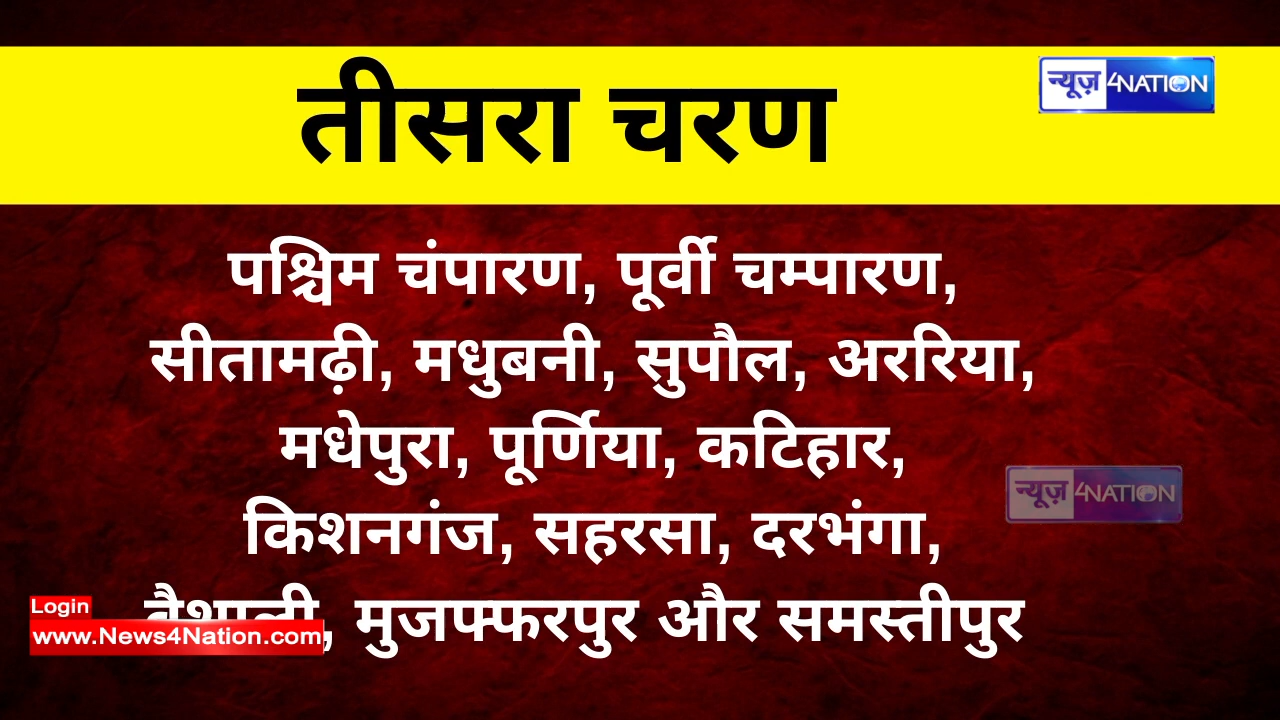 तीसरा चरण
न्यूज़ 4NATION
पश्चिम चंपारण, पूर्वी चम्पारण,
सीतामढ़ी, मधुबनी, सुपौल, अररिया,
मधेपुरा, पूर्णिया, कटिहार,
न्यूज़ 4NATION
किशनगंज, सहरसा, दरभंगा,
मुजफ्फरपुर और समस्तीपुर
Login
www.News4Nation.com